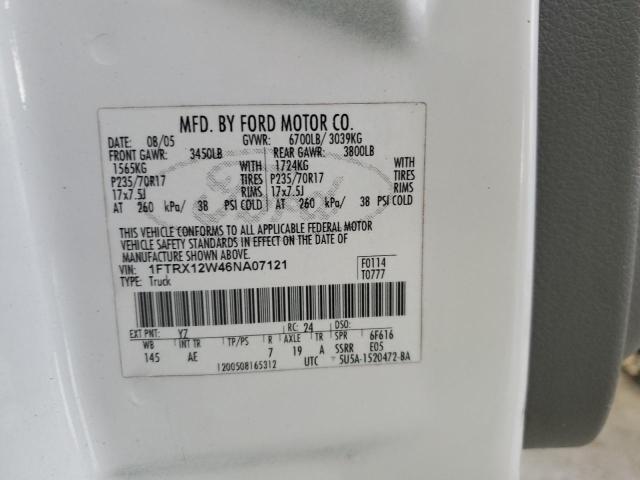 MFD. BY FORD MOTOR CO.
DATE: 08/05 GVWR: 6700LB/ 3039KG
FRONT GAWR: 3450LB REAR GAWR: 3800LB
1565KG WITH 1724KG WITH
P235/70R17 TIRES P235/70R17 TIRES
17x7.5J RIMS 17x7.5J RIMS
AT 260 kPa/ 38 PSI COLD AT 260 kPa/ 38 PSI COLD
THIS VEHICLE CONFORMS TO ALL APPLICABLE FEDERAL MOTOR
VEHICLE SAFETY STANDARDS IN EFFECT ON THE DATE OF
MANUFACTURE SHOWN ABOVE.
VIN: 1FTRX12W46NA07121 F0114
TYPE: Truck T0777
EXT PNT: YZ RC: 24 DSO:
WB INT TR TP/PS R AXLE TR SPR 6F616
145 AE 7 19 A SSRR E05
1200508165312 UTC 5U5A-1520472-BA
Ford